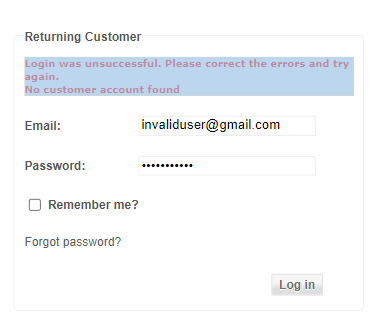 Returning Customer
Login was unsuccessful. Please correct the errors and try
again.
No customer account found
Email:
invaliduser@gmail.com
Password:
•••••••••••
Remember me?
Forgot password?
Log in